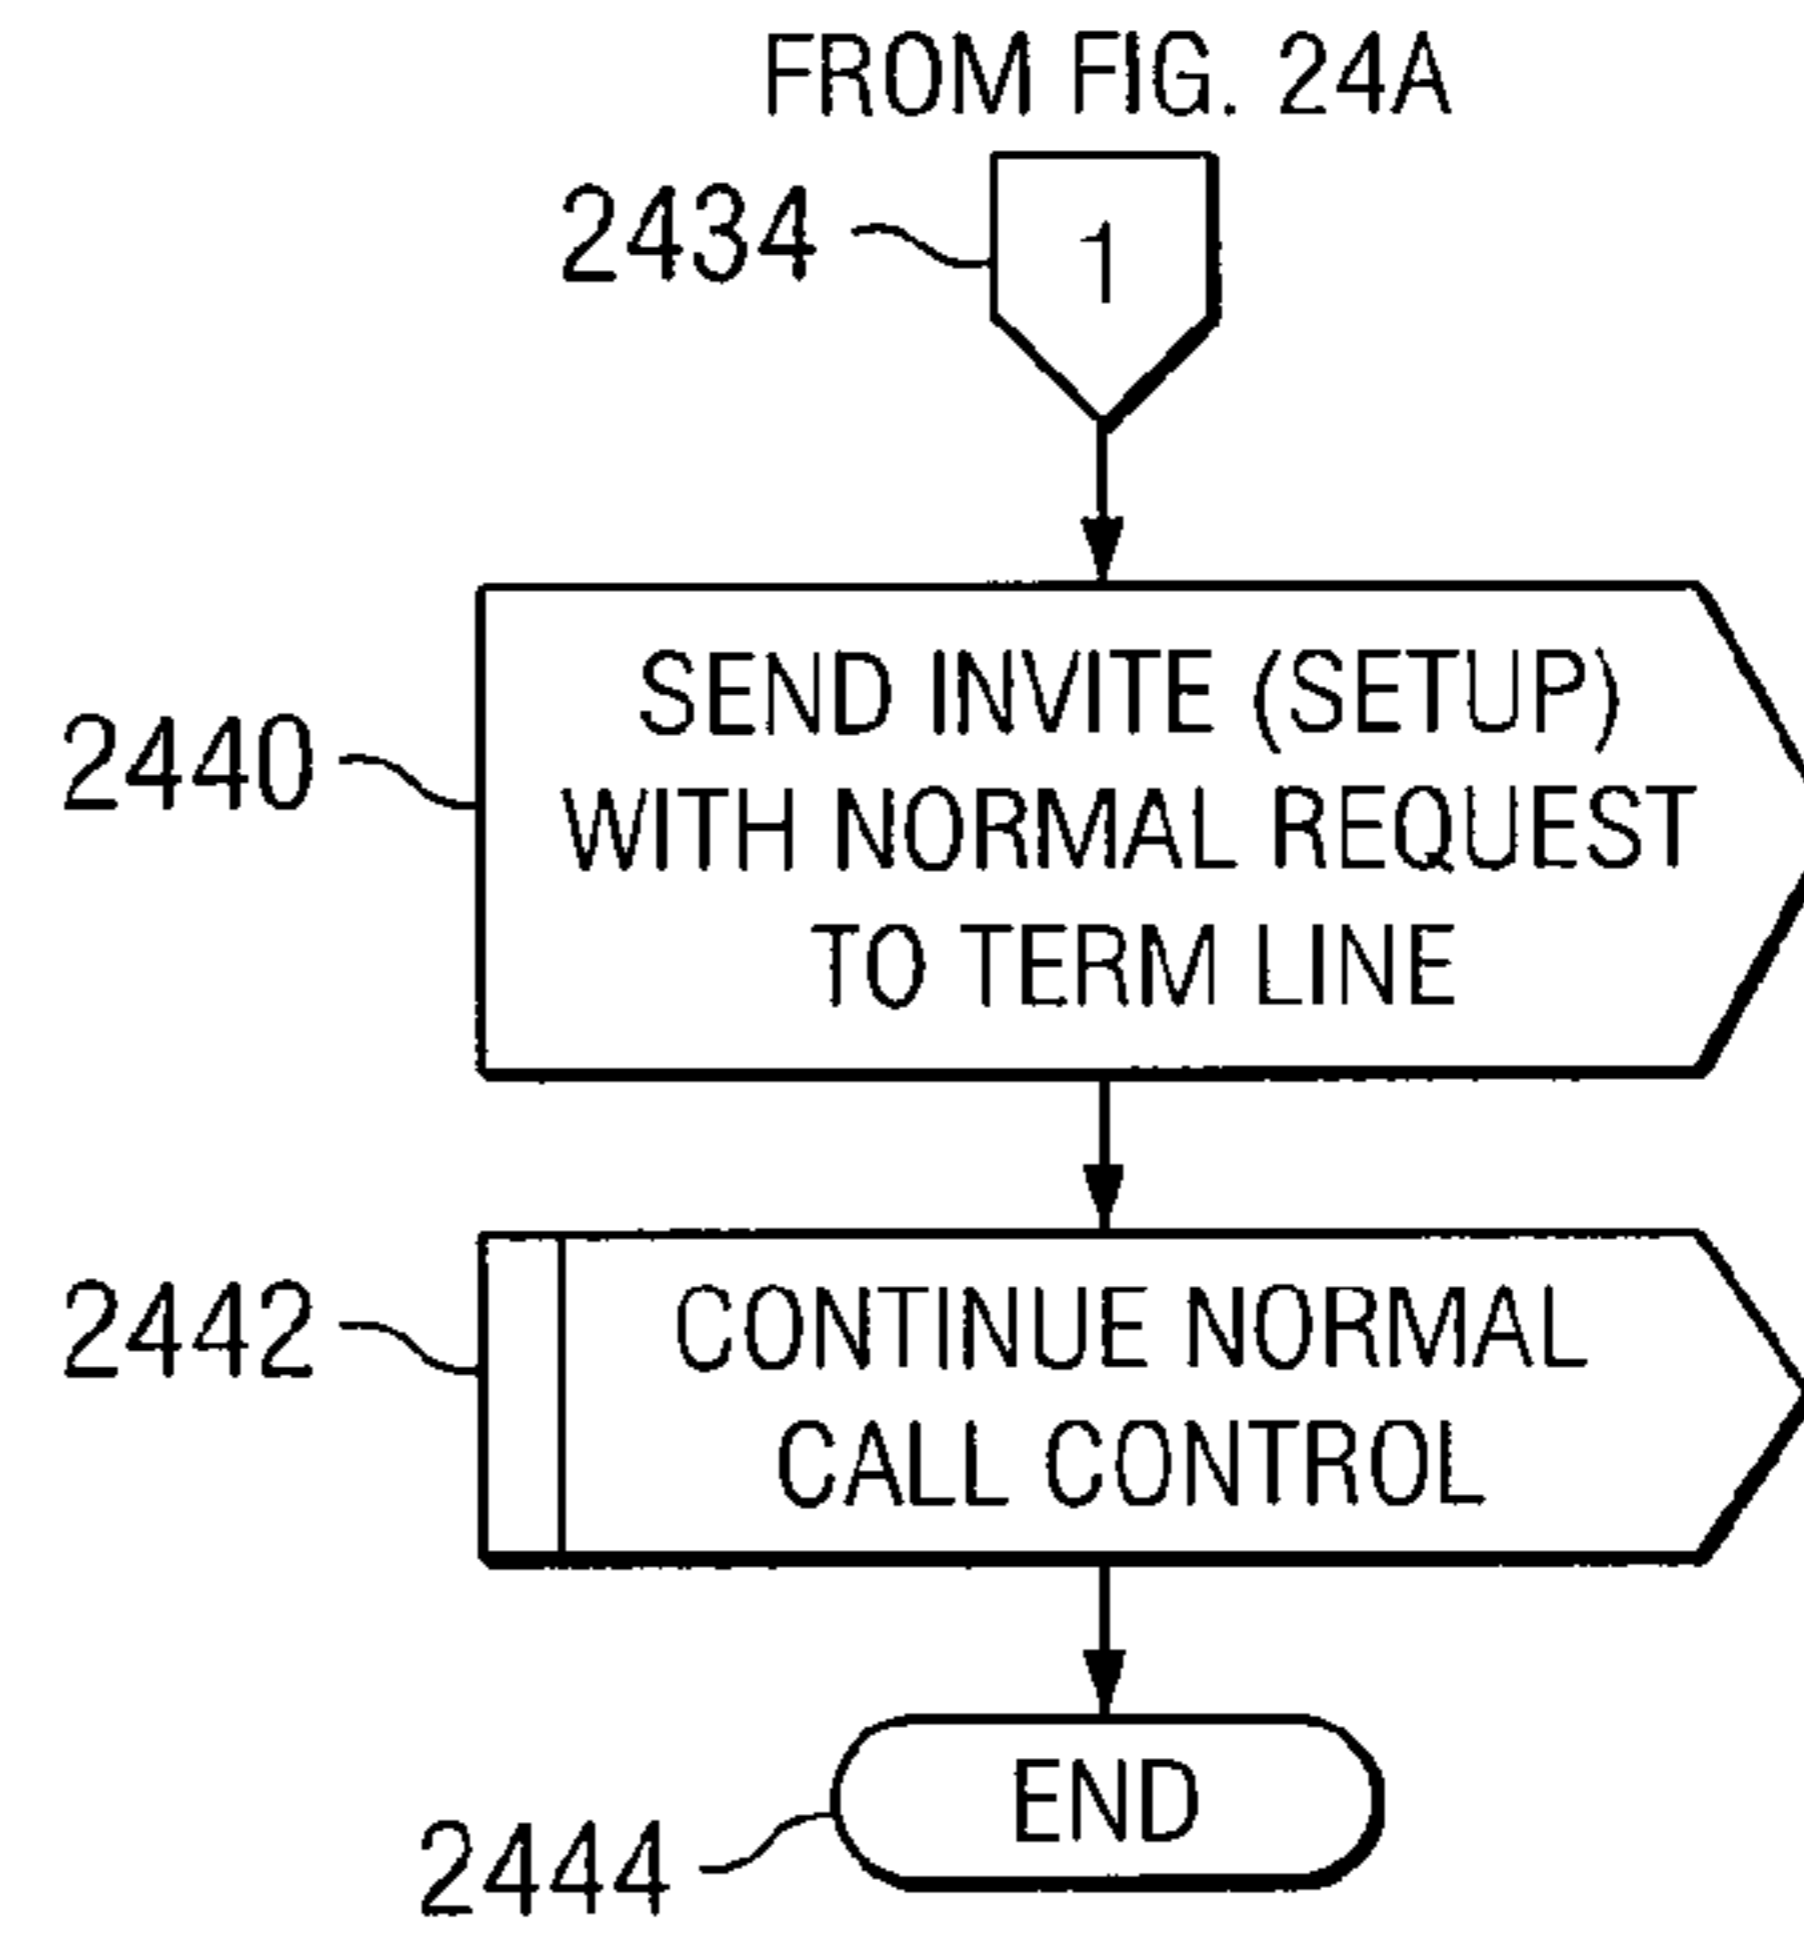 FROM FIG. 24A
2434
1
2440
SEND INVITE (SETUP)
WITH NORMAL REQUEST
TO TERM LINE
2442
CONTINUE NORMAL
CALL CONTROL
END
2444